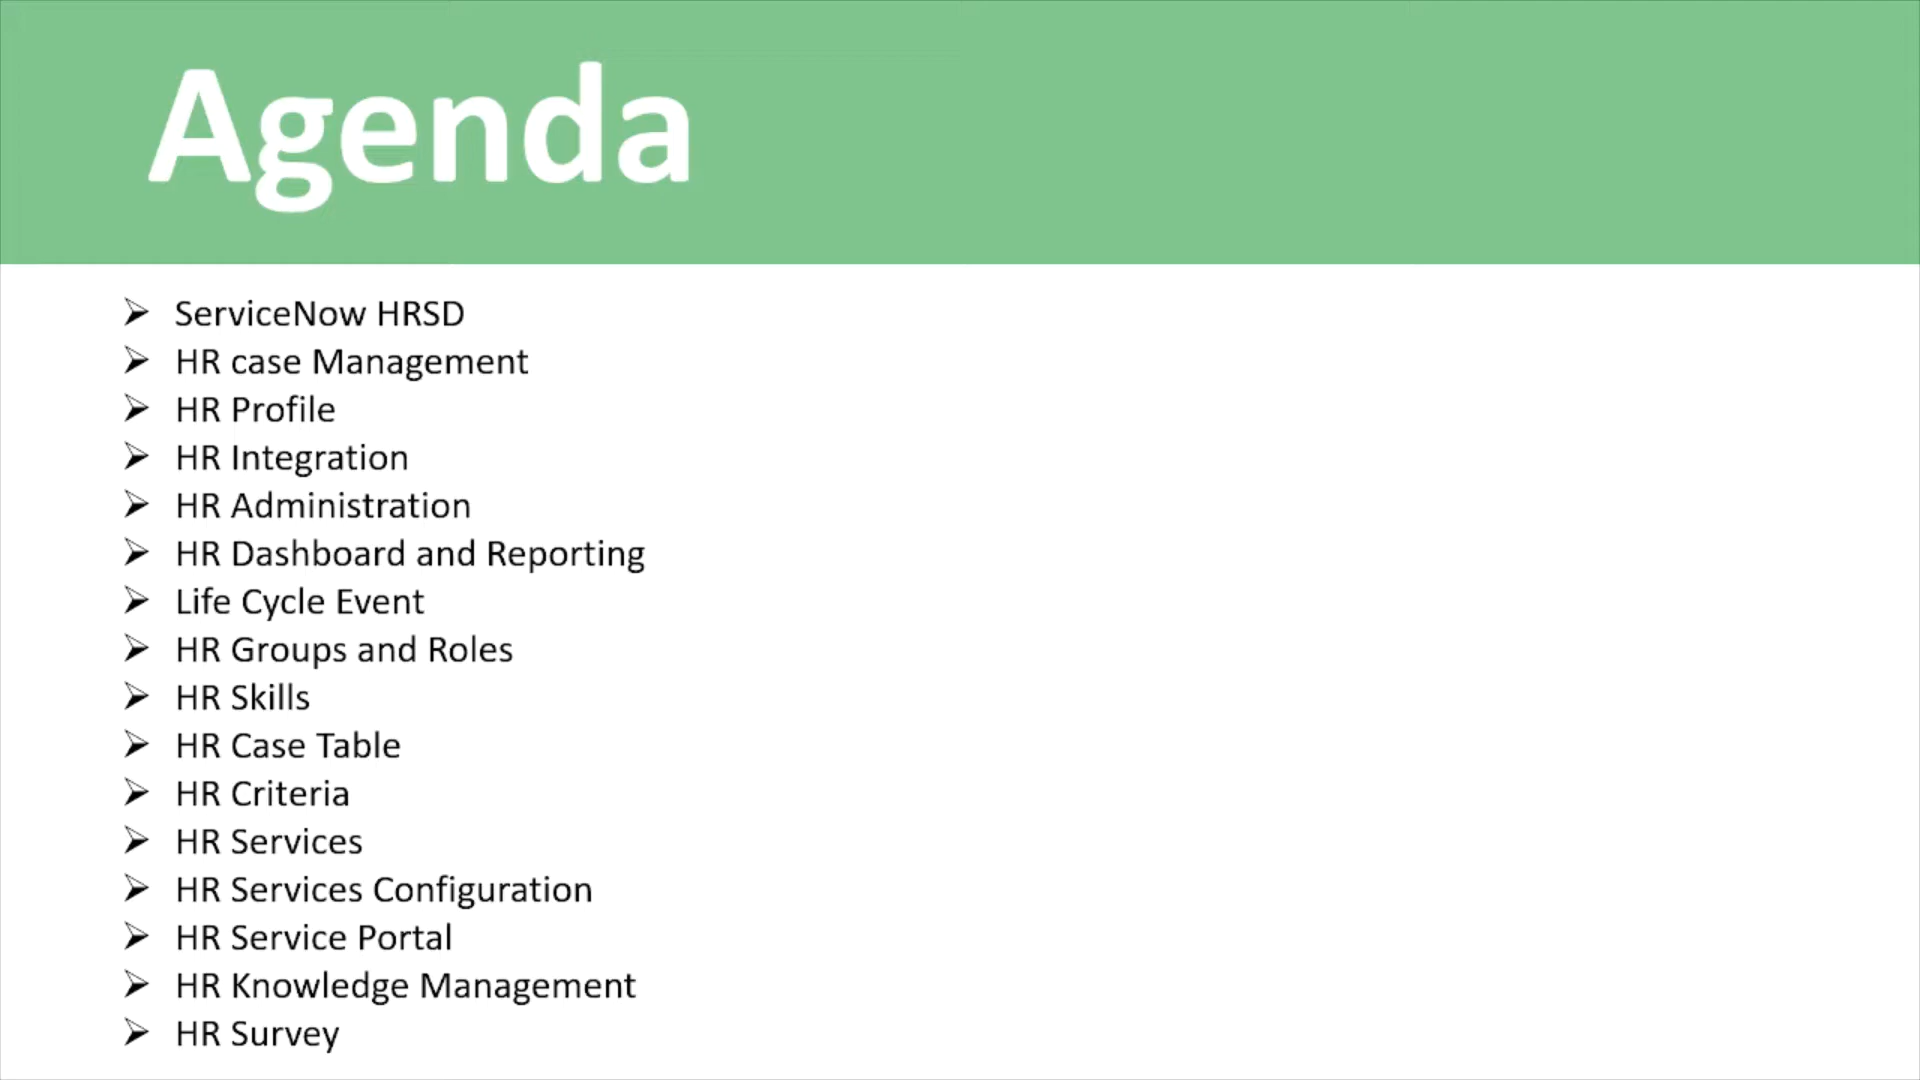 Agenda
ServiceNow HRSD
HR case Management
HR Profile
HR Integration
HR Administration
HR Dashboard and Reporting
Life Cycle Event
HR Groups and Roles
HR Skills
HR Case Table
HR Criteria
HR Services
HR Services Configuration
HR Service Portal
HR Knowledge Management
HR Survey